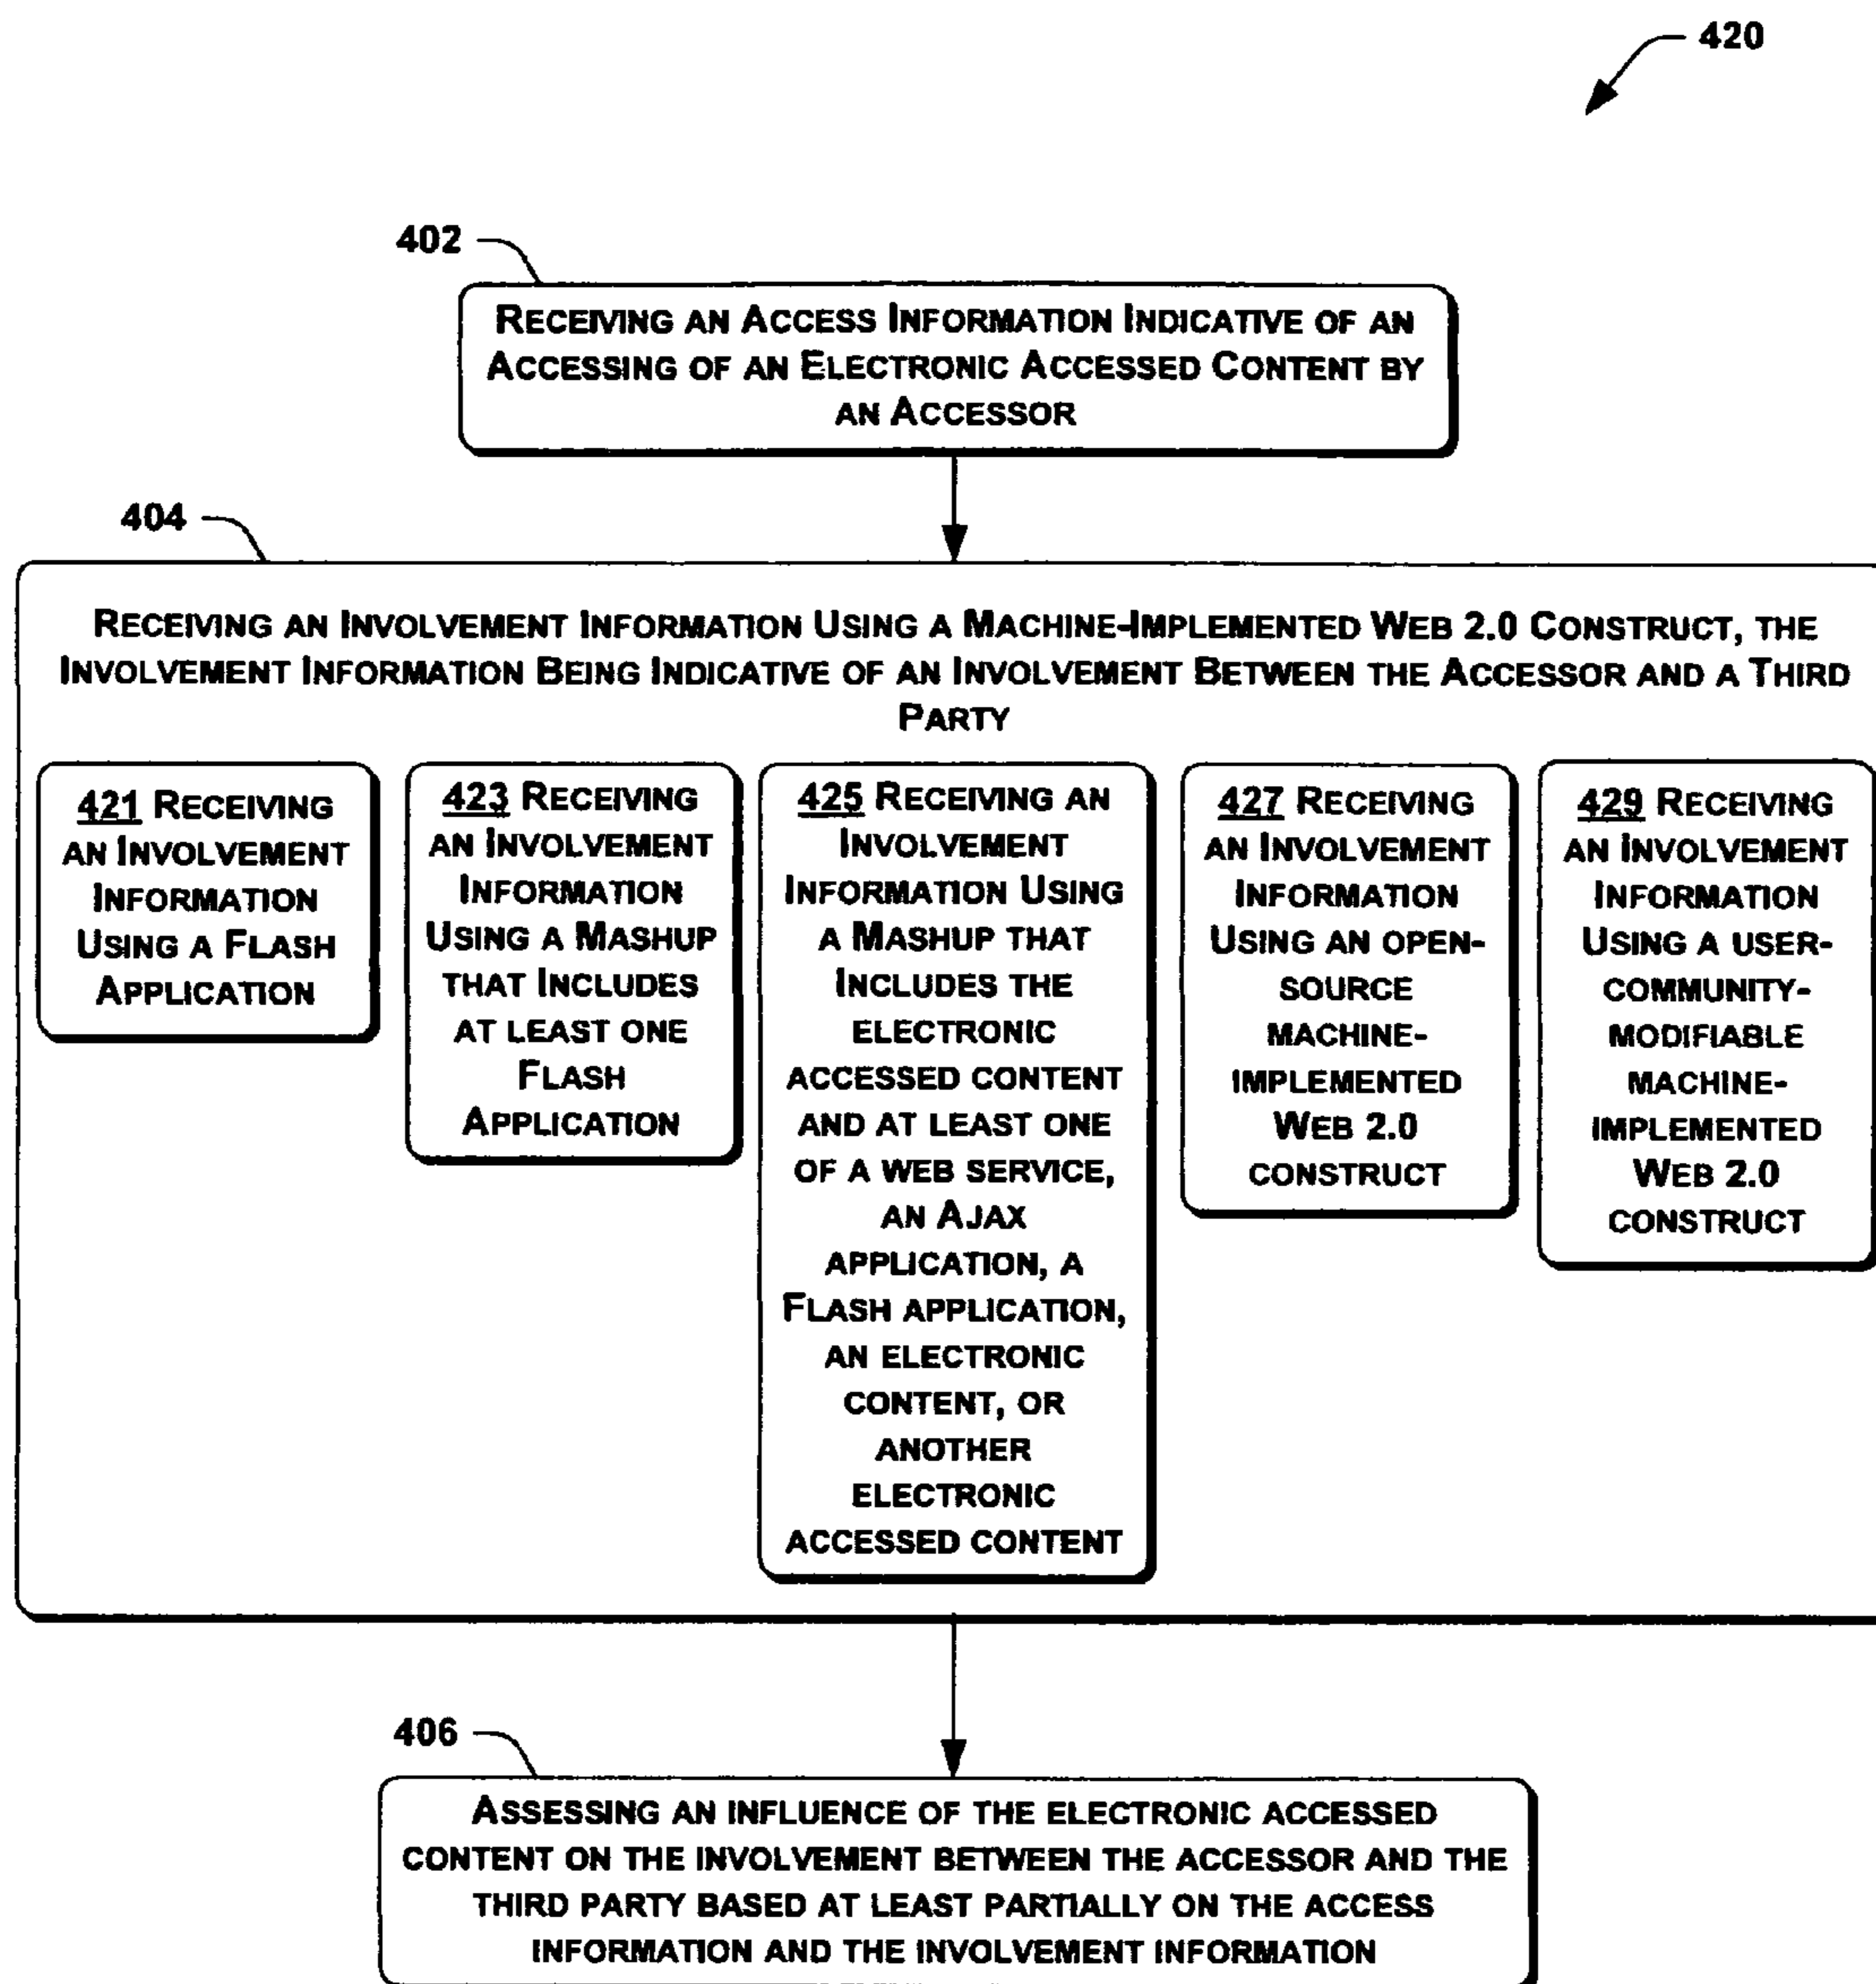 420
402
RECEIVING AN ACCESS INFORMATION INDICATIVE OF AN
ACCESSING OF AN ELECTRONIC ACCESSED CONTENT BY
AN ACCESSOR
404
RECEIVING AN INVOLVEMENT INFORMATION USING A MACHINE-IMPLEMENTED WEB 2.0 CONSTRUCT, THE
INVOLVEMENT INFORMATION BEING INDICATIVE OF AN INVOLVEMENT BETWEEN THE ACCESSOR AND A THIRD
PARTY
421 RECEIVING
AN INVOLVEMENT
INFORMATION
USING A FLASH
APPLICATION
423 RECEIVING
AN INVOLVEMENT
INFORMATION
USING A MASHUP
THAT INCLUDES
AT LEAST ONE
FLASH
APPLICATION
425 RECEIVING AN
INVOLVEMENT
INFORMATION USING
A MASHUP THAT
INCLUDES THE
ELECTRONIC
ACCESSED CONTENT
AND AT LEAST ONE
OF A WEB SERVICE,
AN AJAX
APPLICATION, A
FLASH APPLICATION,
AN ELECTRONIC
CONTENT, OR
ANOTHER
ELECTRONIC
ACCESSED CONTENT
427 RECEIVING
AN INVOLVEMENT
INFORMATION
USING AN OPEN-
SOURCE
MACHINE-
IMPLEMENTED
WEB 2.0
CONSTRUCT
429 RECEIVING
AN INVOLVEMENT
INFORMATION
USING A USER-
COMMUNITY-
MODIFIABLE
MACHINE-
IMPLEMENTED
WEB 2.0
CONSTRUCT
406
ASSESSING AN INFLUENCE OF THE ELECTRONIC ACCESSED
CONTENT ON THE INVOLVEMENT BETWEEN THE ACCESSOR AND THE
THIRD PARTY BASED AT LEAST PARTIALLY ON THE ACCESS
INFORMATION AND THE INVOLVEMENT INFORMATION